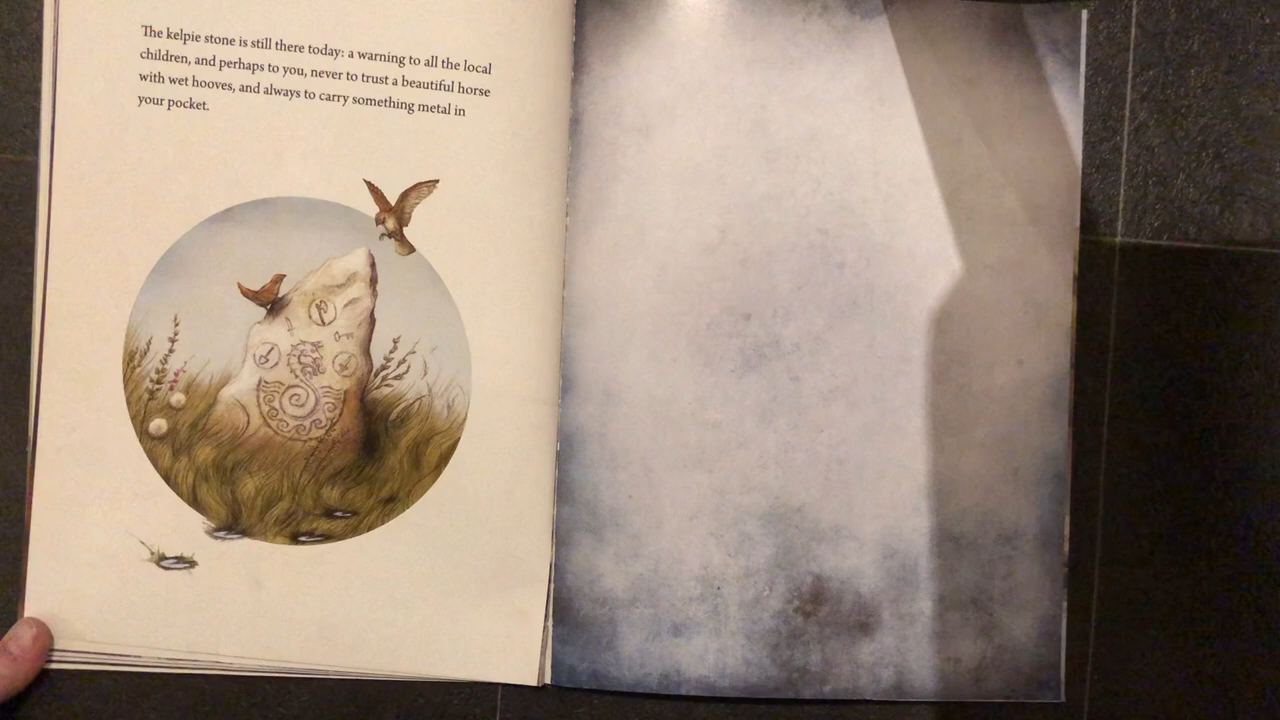 The kelpie stone is still there today: a warning to all the local
children, and perhaps to you, never to trust a beautiful horse
with wet hooves, and always to carry something metal in
your pocket.